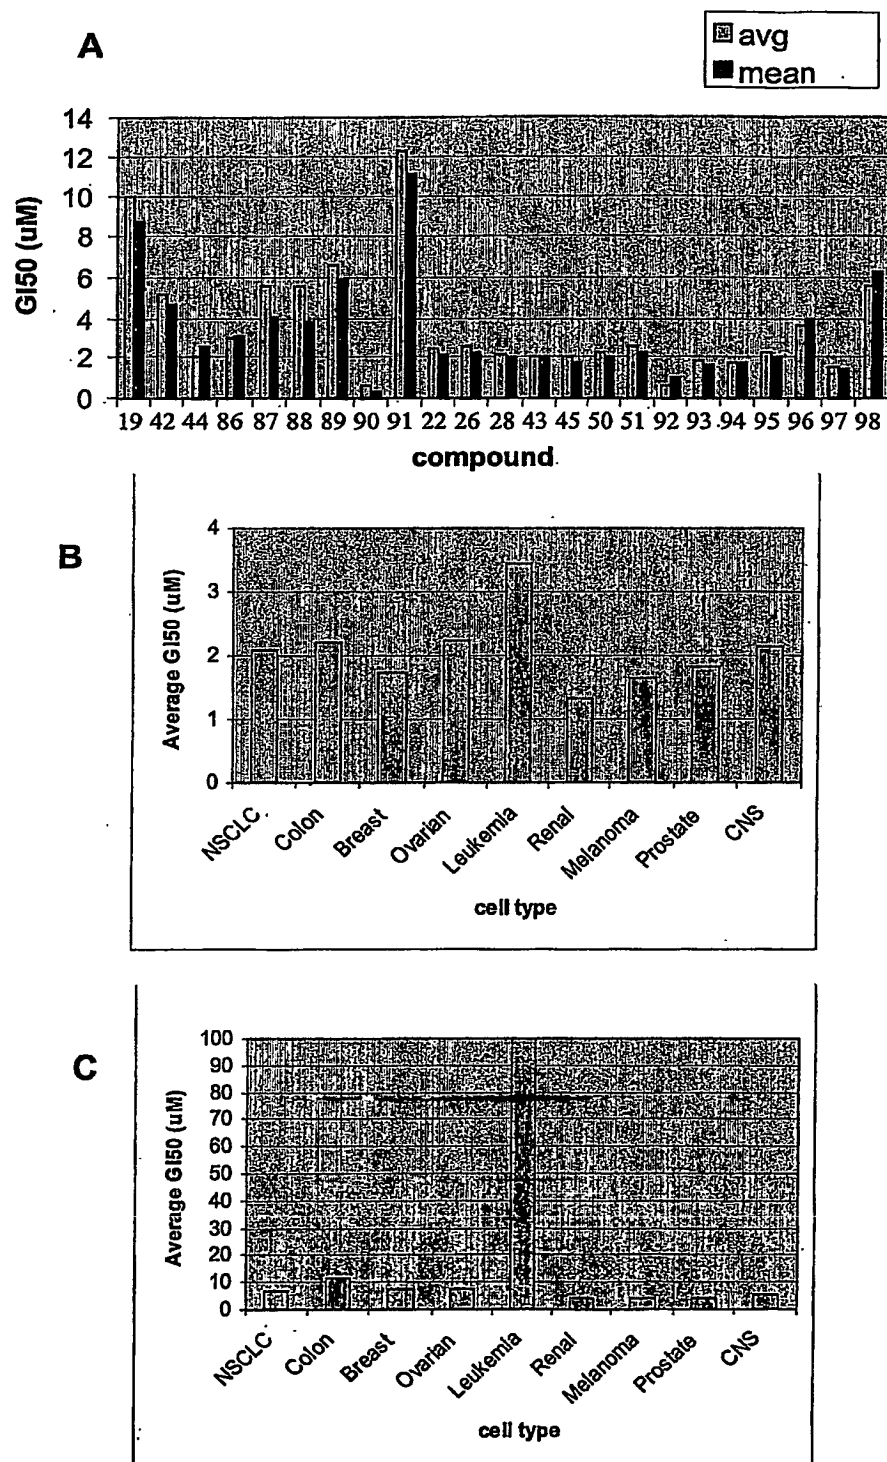 A
avg
mean
14
12
10
8
6
4
2
0
GI50 (uM)
19 42 44 86 87 88 89 90 91 22 26 28 43 45 50 51 92 93 94 95 96 97 98
compound
B
4
3
2
1
0
Average GI50 (uM)
NSCLC Colon Breast Ovarian Leukemia Renal Melanoma Prostate CNS
cell type
C
100
90
80
70
60
50
40
30
20
10
0
Average GI50 (uM)
NSCLC Colon Breast Ovarian Leukemia Renal Melanoma Prostate CNS
cell type